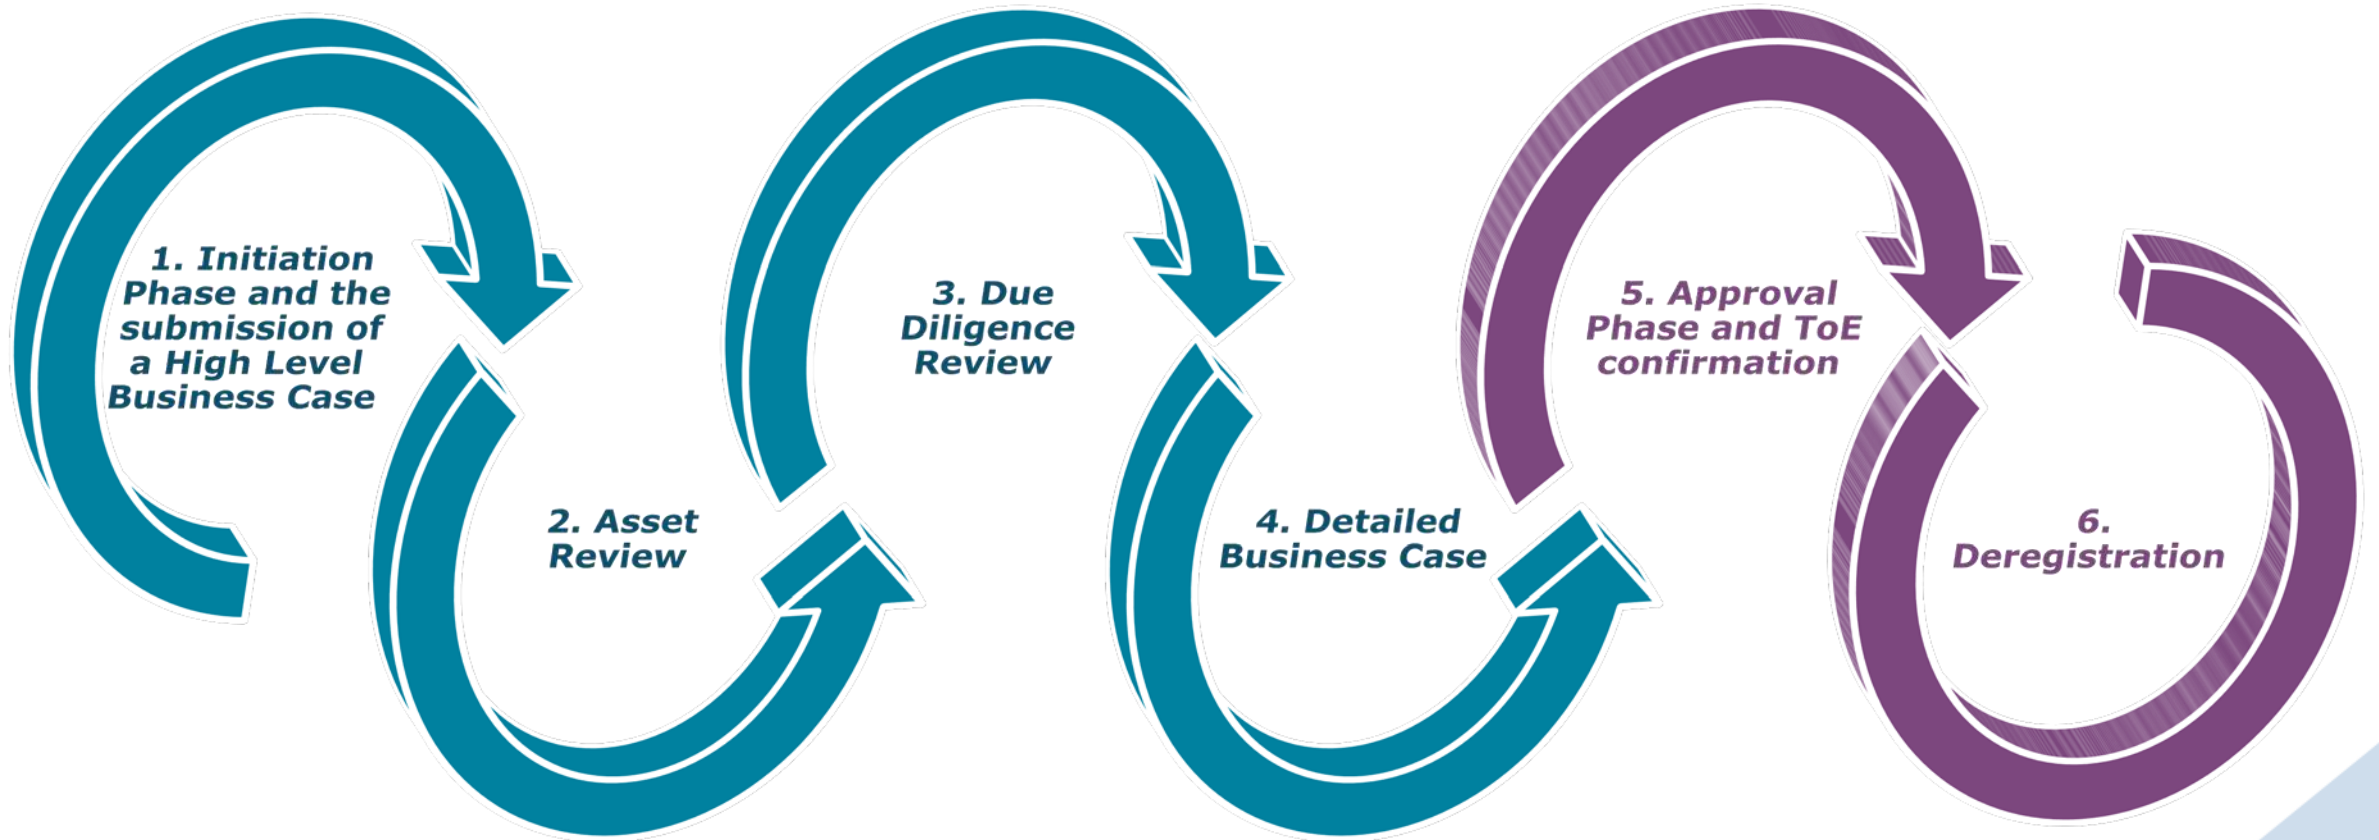 1. Initiation
Phase and the
submission of
a High Level
Business Case
2. Asset
Review
3. Due
Diligence
Review
4. Detailed
Business Case
5. Approval
Phase and ToE
confirmation
6.
Deregistration